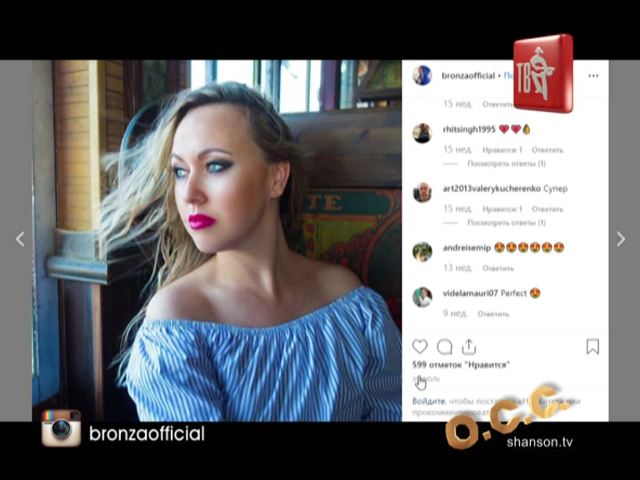 ТВ
bronzaofficial •
15 нед. Ответить
rhitsingh1995 💗💗🍐
15 нед. Нравится: 1 Ответить
Посмотреть ответы (1)
art2013valerykucherenko Супер
15 нед. Нравится: 1 Ответить
Посмотреть ответы (1)
andreisemip 😍😍😍😍😍😍
13 нед. Ответить
videlamauri07 Perfect 😍
9 нед. Ответить
599 отметок "Нравится"
Войдите, чтобы
TE
bronzaofficial
О.С.С.
shanson.tv